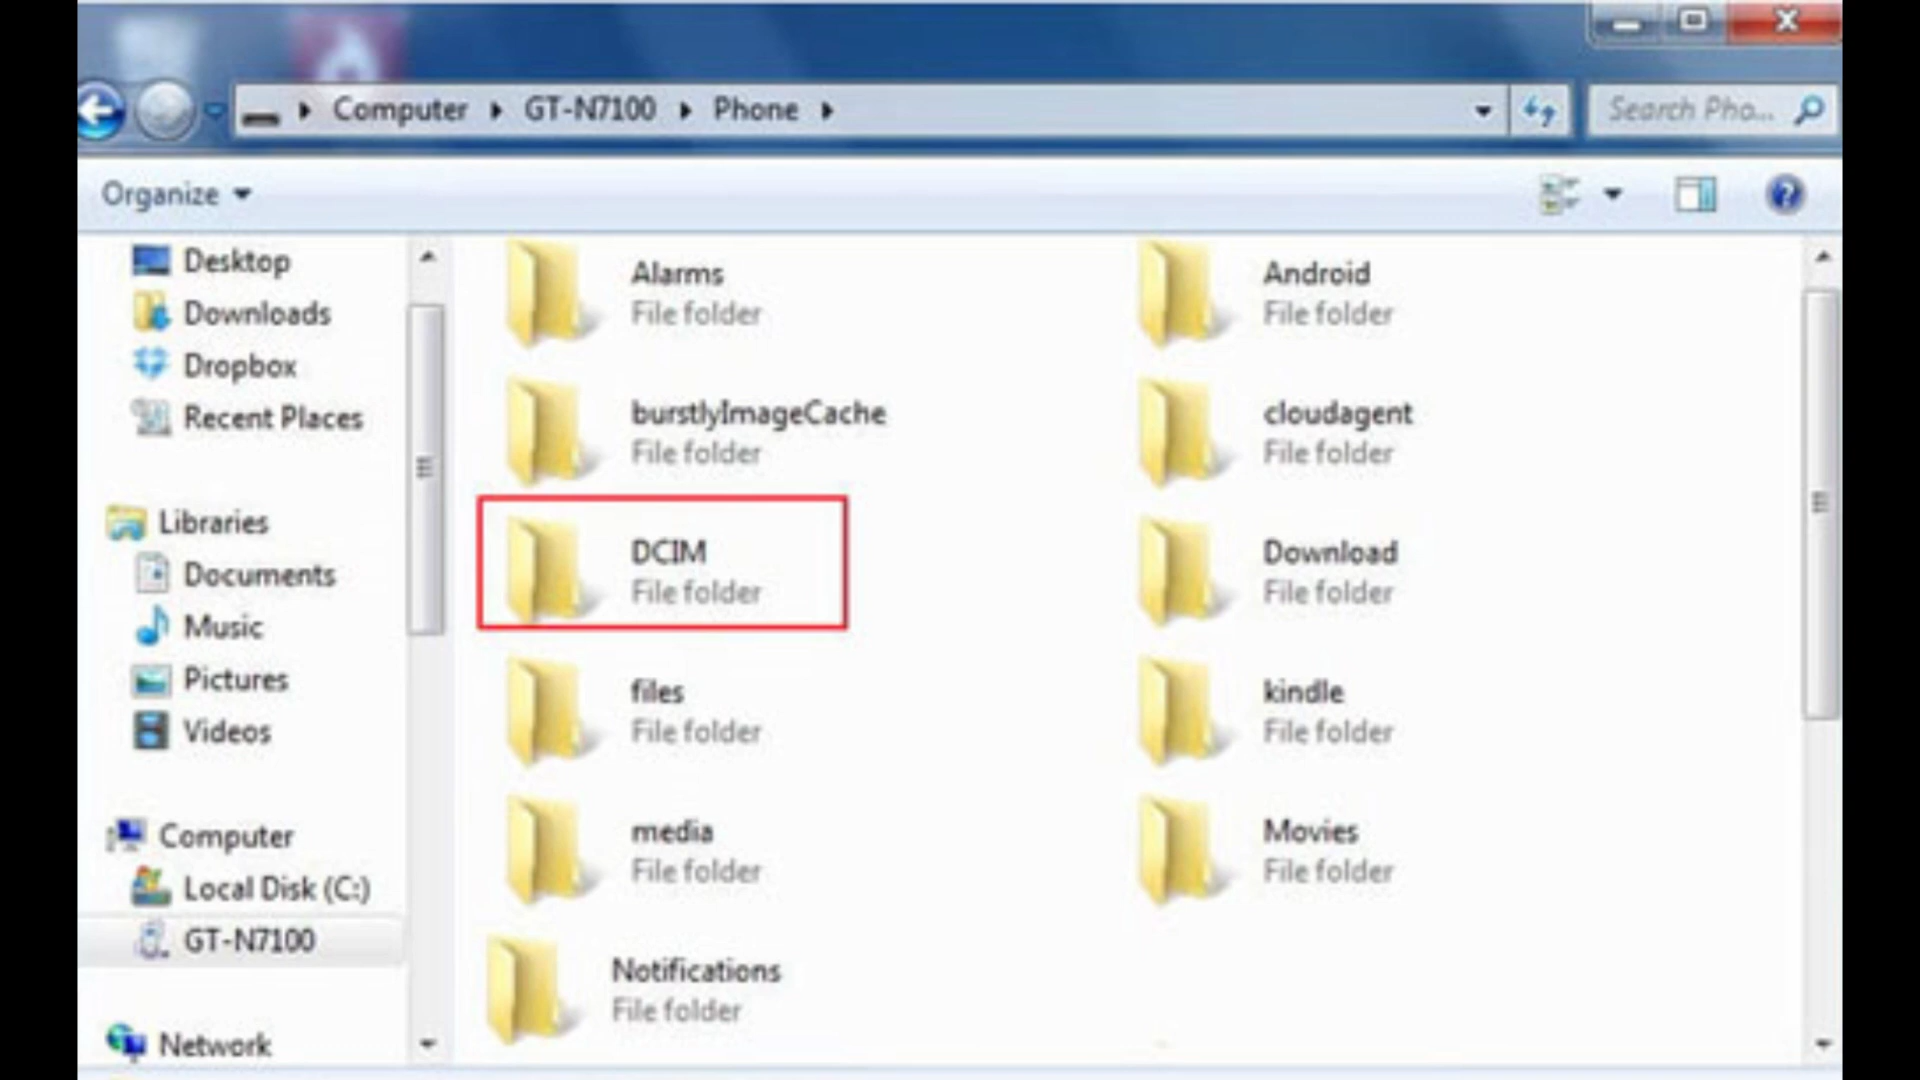 Computer GT-N7100 Phone
Search Pho...
Organize
Desktop
Downloads
Dropbox
Recent Places
Libraries
Documents
Music
Pictures
Videos
Computer
Local Disk (C:)
GT-N7100
Network
Alarms
File folder
Android
File folder
burstlyImageCache
File folder
cloudagent
File folder
DCIM
File folder
Download
File folder
files
File folder
kindle
File folder
media
File folder
Movies
File folder
Notifications
File folder